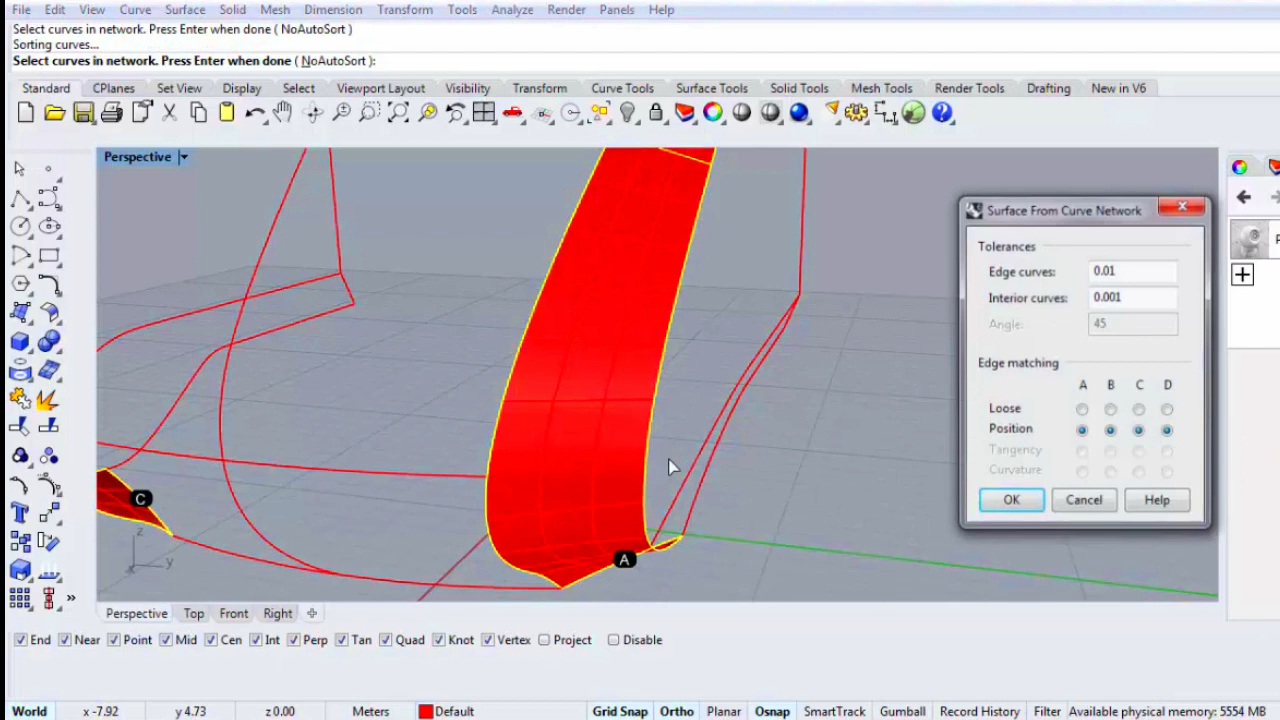 File Edit View Curve Surface Solid Mesh Dimension Transform Tools Analyze Render Panels Help
Select curves in network. Press Enter when done ( NoAutoSort )
Sorting curves...
Select curves in network. Press Enter when done ( NoAutoSort ):
Standard CPlanes Set View Display Select Viewport Layout Visibility Transform Curve Tools Surface Tools Solid Tools Mesh Tools Render Tools Drafting New in V6
Perspective
Surface From Curve Network
Tolerances
Edge curves: 0.01
Interior curves: 0.001
Angle: 45
Edge matching
A B C D
Loose
Position
Tangency
Curvature
OK Cancel Help
C
A
z
y
Perspective Top Front Right
End Near Point Mid Cen Int Perp Tan Quad Knot Vertex Project Disable
World x -7.92 y 4.73 z 0.00 Meters Default Grid Snap Ortho Planar Osnap SmartTrack Gumball Record History Filter Available physical memory: 5554 MB